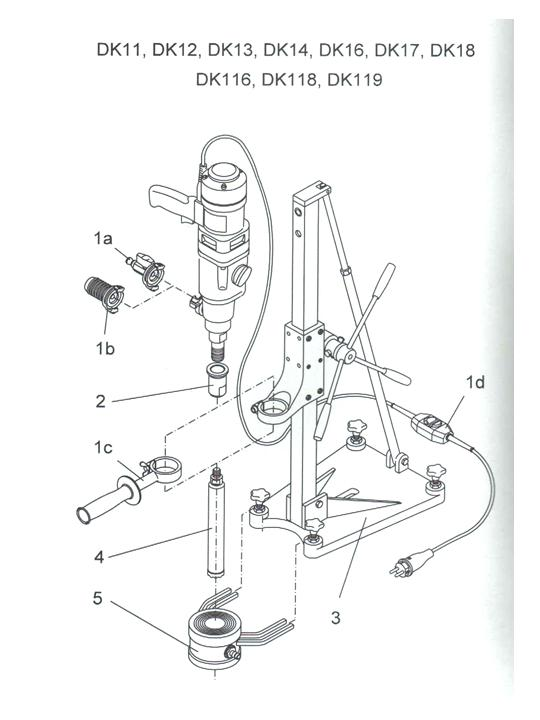 DK11, DK12, DK13, DK14, DK16, DK17, DK18
DK116, DK118, DK119
1a
1b
2
1d
1c
4
5
3